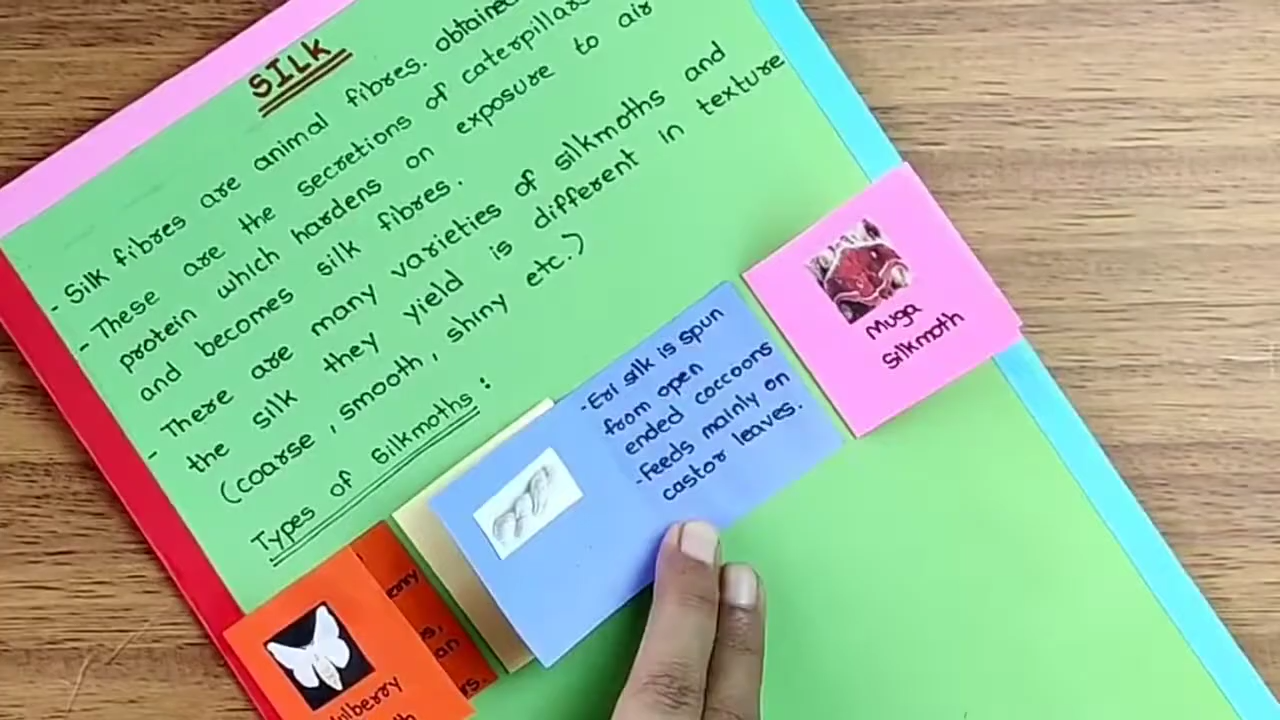 SILK
- Silk fibres are animal fibres. obtained
- These are the secretions of caterpillars
protein which hardens on exposure to air
and becomes silk fibres.
- There are many varieties of silkmoths and
the silk they yield is different in texture
(coarse, smooth, shiny etc.)
Types of Silkmoths :
- Eri silk is spun
from open
ended coccoons
- Feeds mainly on
castor leaves.
Muga
Silkmoth